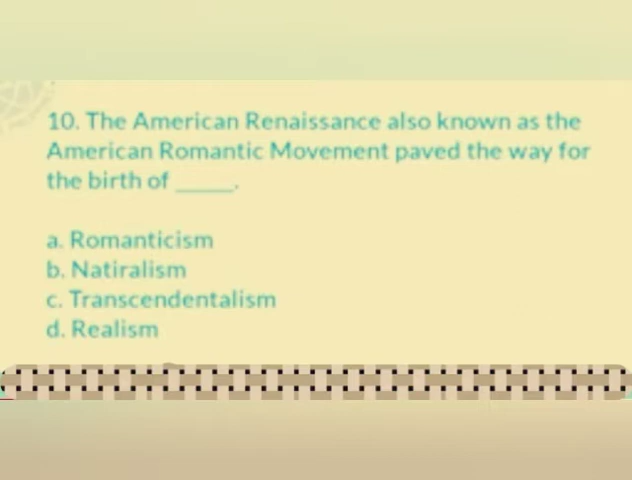 10. The American Renaissance also known as the
American Romantic Movement paved the way for
the birth of _____.
a. Romanticism
b. Natiralism
c. Transcendentalism
d. Realism